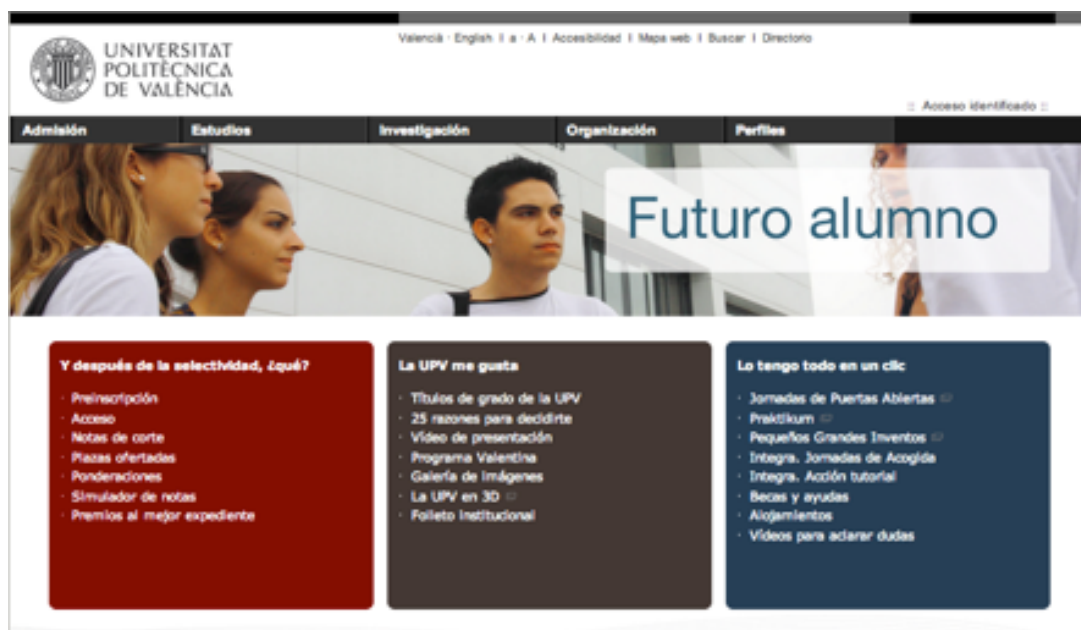 UNIVERSITAT
POLITÈCNICA
DE VALÈNCIA
Valencià · English | a · A | Accesibilidad | Mapa web | Buscar | Directorio
:: Acceso identificado ::
Admisión Estudios Investigación Organización Perfiles
Futuro alumno
Y después de la selectividad, ¿qué?
· Preinscripción
· Acceso
· Notas de corte
· Plazas ofertadas
· Ponderaciones
· Simulador de notas
· Premios al mejor expediente
La UPV me gusta
· Títulos de grado de la UPV
· 25 razones para decidirte
· Vídeo de presentación
· Programa Valentina
· Galería de imágenes
· La UPV en 3D
· Folleto institucional
Lo tengo todo en un clic
· Jornadas de Puertas Abiertas
· Praktikum
· Pequeños Grandes Inventos
· Integra. Jornadas de Acogida
· Integra. Acción tutorial
· Becas y ayudas
· Alojamientos
· Vídeos para aclarar dudas